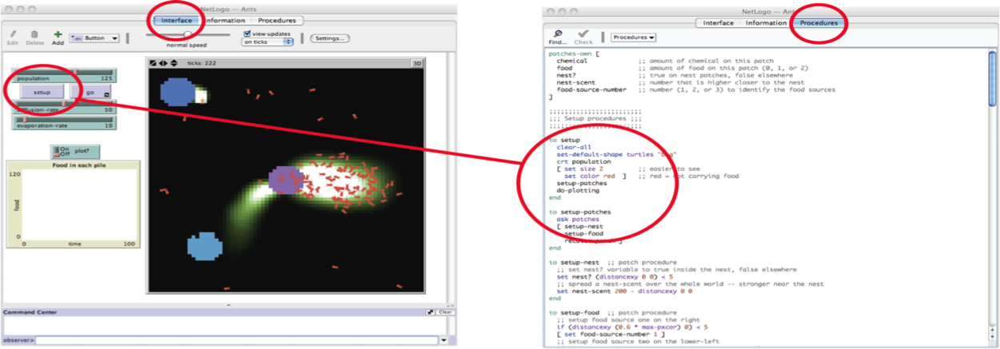 NetLogo — Ants
Interface Information Procedures
Edit Delete Add Button normal speed view updates on ticks Settings...
ticks: 222 3D
population 125
setup go
diffusion-rate 50
evaporation-rate 10
On Off plot?
Food in each pile
120
food
0
0 time 100
Command Center Clear
observer>
NetLogo — Ants
Interface Information Procedures
Find... Check Procedures
patches-own [
chemical ;; amount of chemical on this patch
food ;; amount of food on this patch (0, 1, or 2)
nest? ;; true on nest patches, false elsewhere
nest-scent ;; number that is higher closer to the nest
food-source-number ;; number (1, 2, or 3) to identify the food sources
]
;;;;;;;;;;;;;;;;;;;;;;;;
;;; Setup procedures ;;;
;;;;;;;;;;;;;;;;;;;;;;;;
to setup
clear-all
set-default-shape turtles "bug"
crt population
[ set size 2 ;; easier to see
set color red ] ;; red = not carrying food
setup-patches
do-plotting
end
to setup-patches
ask patches
[ setup-nest
setup-food
recolor-patch ]
end
to setup-nest ;; patch procedure
;; set nest? variable to true inside the nest, false elsewhere
set nest? (distancexy 0 0) < 5
;; spread a nest-scent over the whole world -- stronger near the nest
set nest-scent 200 - distancexy 0 0
end
to setup-food ;; patch procedure
;; setup food source one on the right
if (distancexy (0.6 * max-pxcor) 0) < 5
[ set food-source-number 1 ]
;; setup food source two on the lower-left